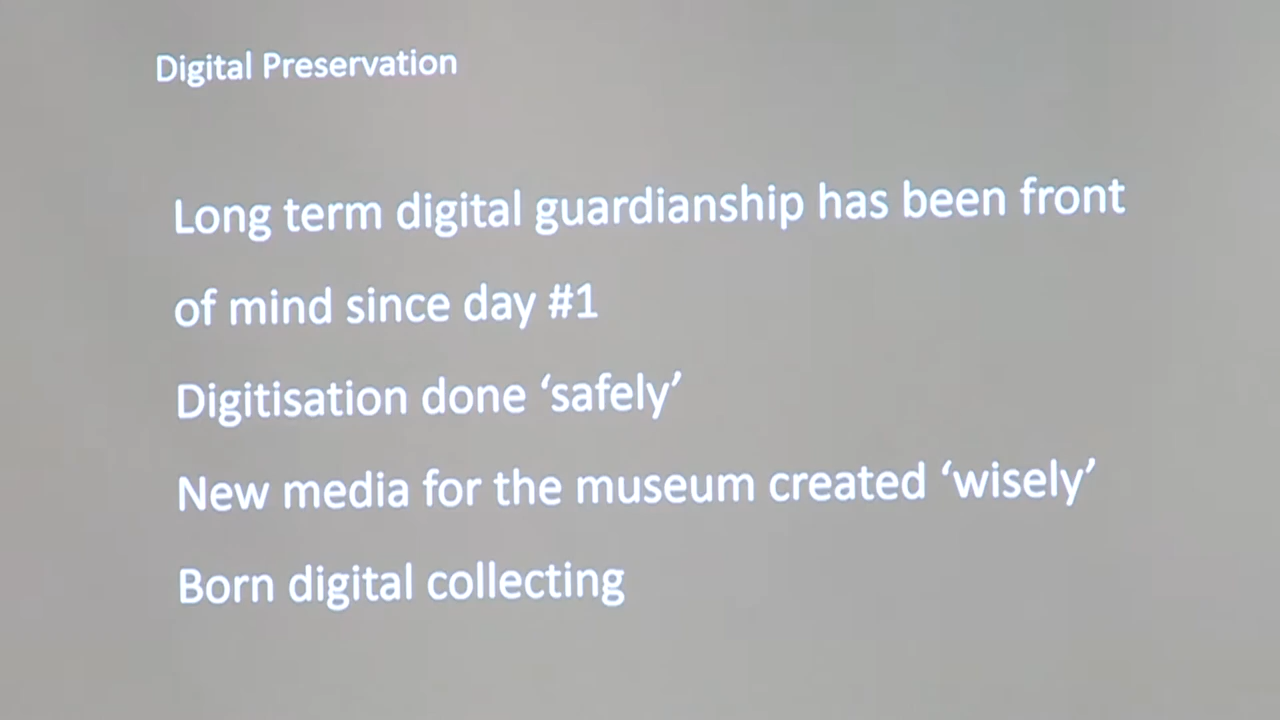 Digital Preservation
Long term digital guardianship has been front
of mind since day #1
Digitisation done ‘safely’
New media for the museum created ‘wisely’
Born digital collecting